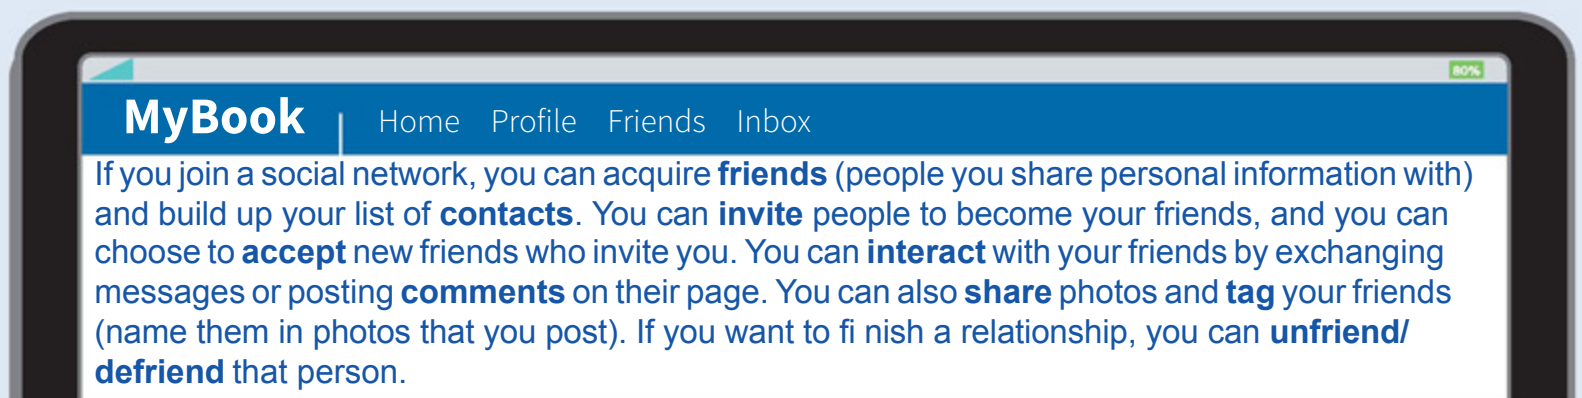 80%
MyBook Home Profile Friends Inbox
If you join a social network, you can acquire friends (people you share personal information with)
and build up your list of contacts. You can invite people to become your friends, and you can
choose to accept new friends who invite you. You can interact with your friends by exchanging
messages or posting comments on their page. You can also share photos and tag your friends
(name them in photos that you post). If you want to fi nish a relationship, you can unfriend/
defriend that person.